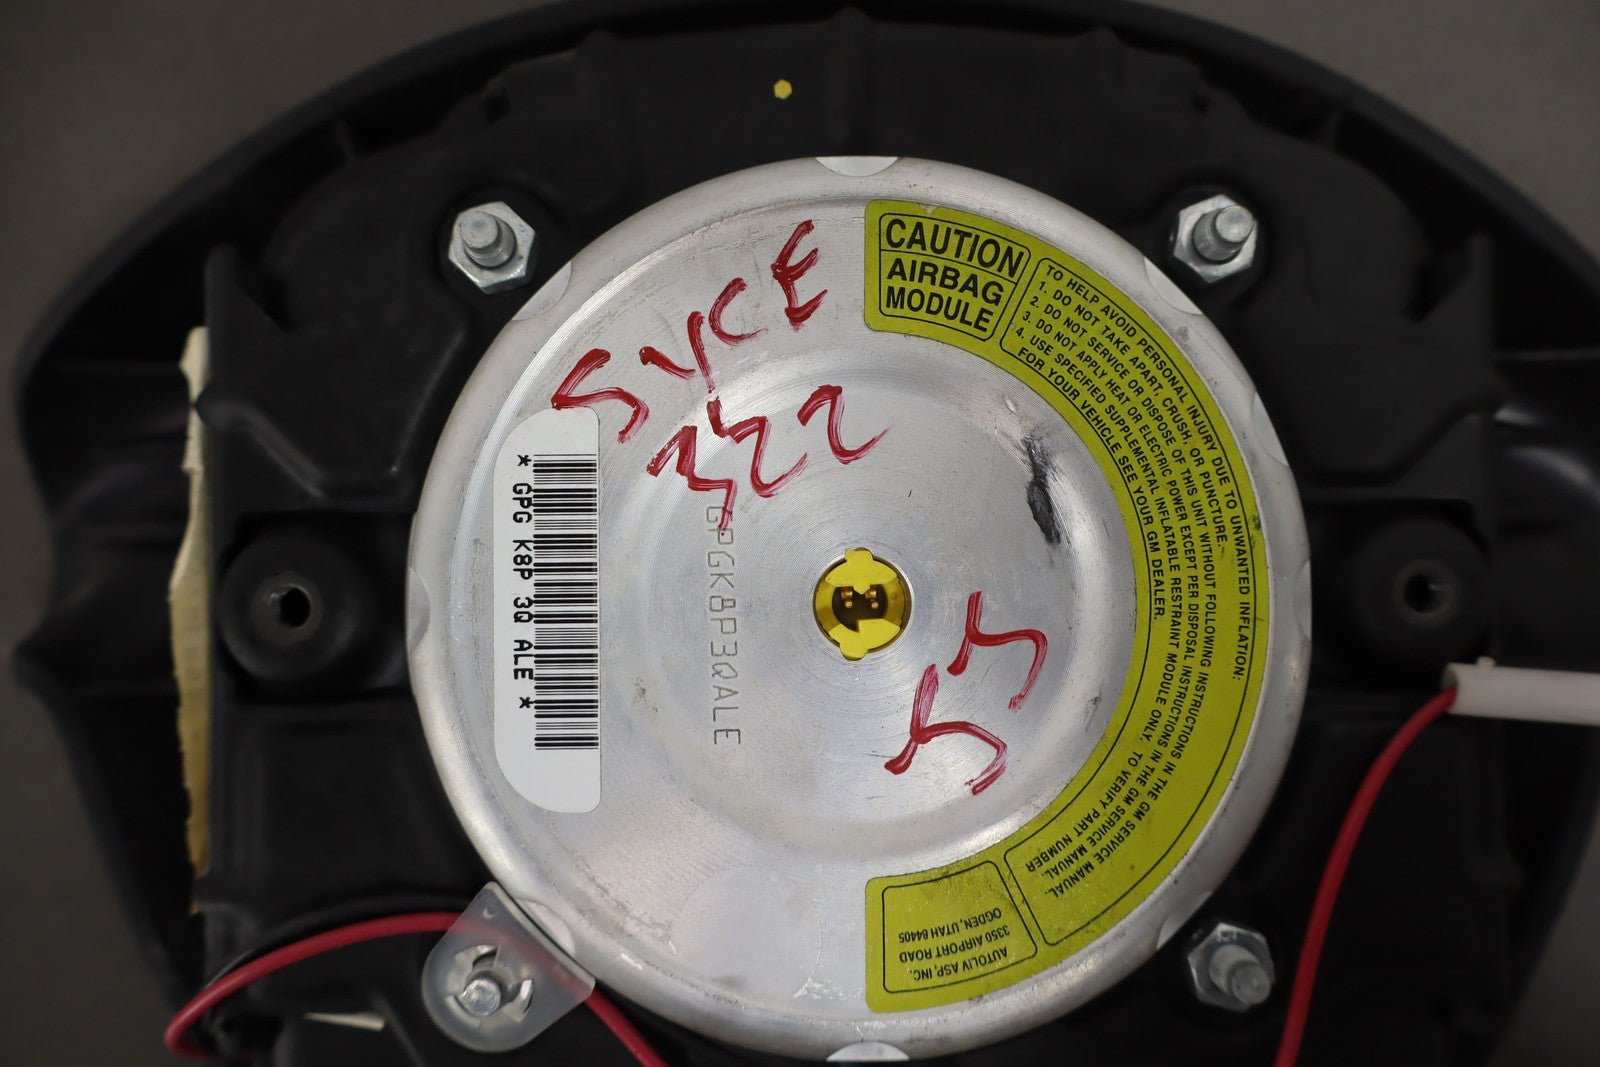 SYCE
322
55
* GPG K8P 3Q ALE *
GPGK8P3QALE
CAUTION
AIRBAG
MODULE
TO HELP AVOID PERSONAL INJURY DUE TO UNWANTED INFLATION:
1. DO NOT TAKE APART, CRUSH, OR PUNCTURE.
2. DO NOT SERVICE OR DISPOSE OF THIS UNIT WITHOUT FOLLOWING INSTRUCTIONS IN THE GM SERVICE MANUAL.
3. DO NOT APPLY HEAT OR ELECTRIC POWER EXCEPT PER DISPOSAL INSTRUCTIONS IN THE GM SERVICE MANUAL.
4. USE SPECIFIED SUPPLEMENTAL INFLATABLE RESTRAINT MODULE ONLY. TO VERIFY PART NUMBER
FOR YOUR VEHICLE SEE YOUR GM DEALER.
AUTOLIV ASP, INC.
3350 AIRPORT ROAD
OGDEN, UTAH 84405